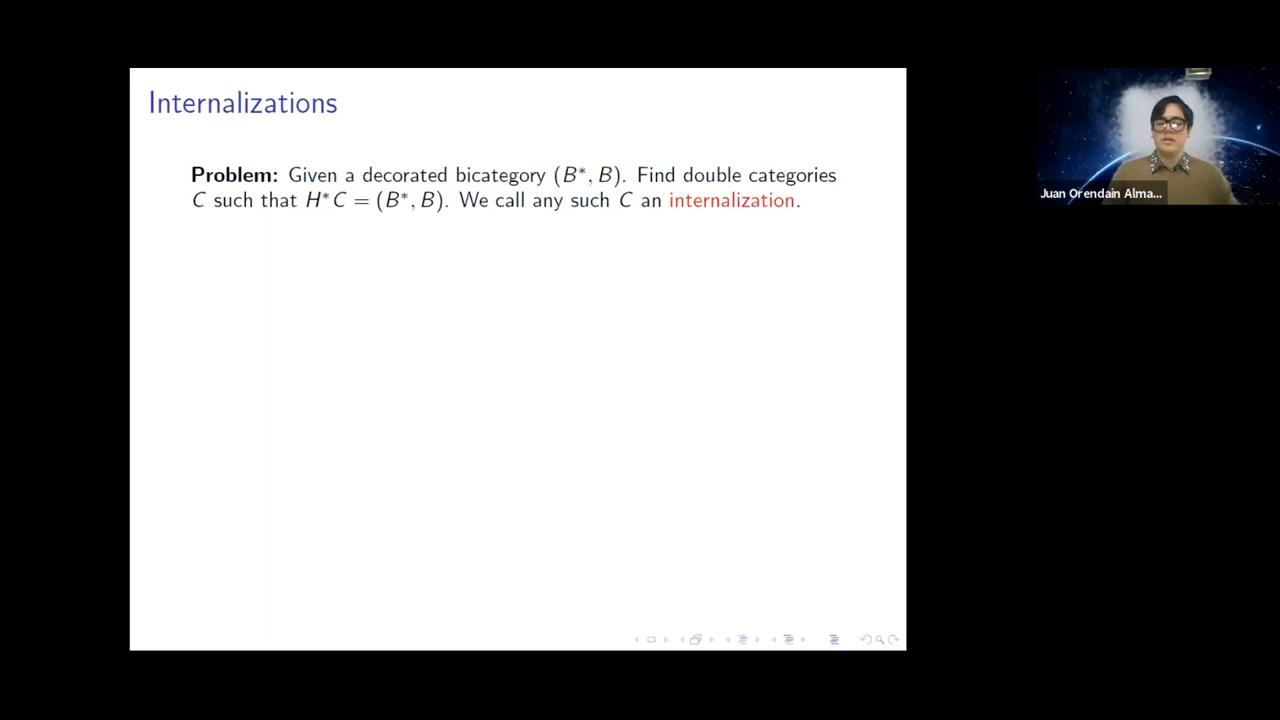 Internalizations
Problem: Given a decorated bicategory (B*, B). Find double categories
C such that H*C = (B*, B). We call any such C an internalization.
Juan Orendain Alma...